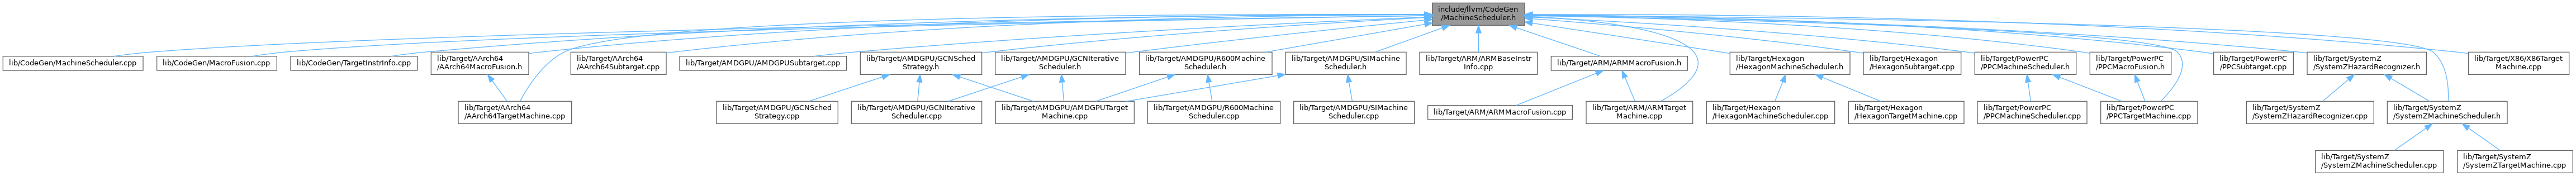 include/llvm/CodeGen
/MachineScheduler.h
lib/CodeGen/MachineScheduler.cpp
lib/CodeGen/MacroFusion.cpp
lib/CodeGen/TargetInstrInfo.cpp
lib/Target/AArch64
/AArch64MacroFusion.h
lib/Target/AArch64
/AArch64Subtarget.cpp
lib/Target/AMDGPU/AMDGPUSubtarget.cpp
lib/Target/AMDGPU/GCNSched
Strategy.h
lib/Target/AMDGPU/GCNIterative
Scheduler.h
lib/Target/AMDGPU/R600Machine
Scheduler.h
lib/Target/AMDGPU/SIMachine
Scheduler.h
lib/Target/ARM/ARMBaseInstr
Info.cpp
lib/Target/ARM/ARMMacroFusion.h
lib/Target/Hexagon
/HexagonMachineScheduler.h
lib/Target/Hexagon
/HexagonSubtarget.cpp
lib/Target/PowerPC
/PPCMachineScheduler.h
lib/Target/PowerPC
/PPCMacroFusion.h
lib/Target/PowerPC
/PPCSubtarget.cpp
lib/Target/SystemZ
/SystemZHazardRecognizer.h
lib/Target/X86/X86Target
Machine.cpp
lib/Target/AArch64
/AArch64TargetMachine.cpp
lib/Target/AMDGPU/GCNSched
Strategy.cpp
lib/Target/AMDGPU/GCNIterative
Scheduler.cpp
lib/Target/AMDGPU/AMDGPUTarget
Machine.cpp
lib/Target/AMDGPU/R600Machine
Scheduler.cpp
lib/Target/AMDGPU/SIMachine
Scheduler.cpp
lib/Target/ARM/ARMMacroFusion.cpp
lib/Target/ARM/ARMTarget
Machine.cpp
lib/Target/Hexagon
/HexagonMachineScheduler.cpp
lib/Target/Hexagon
/HexagonTargetMachine.cpp
lib/Target/PowerPC
/PPCMachineScheduler.cpp
lib/Target/PowerPC
/PPCTargetMachine.cpp
lib/Target/SystemZ
/SystemZHazardRecognizer.cpp
lib/Target/SystemZ
/SystemZMachineScheduler.h
lib/Target/SystemZ
/SystemZMachineScheduler.cpp
lib/Target/SystemZ
/SystemZTargetMachine.cpp